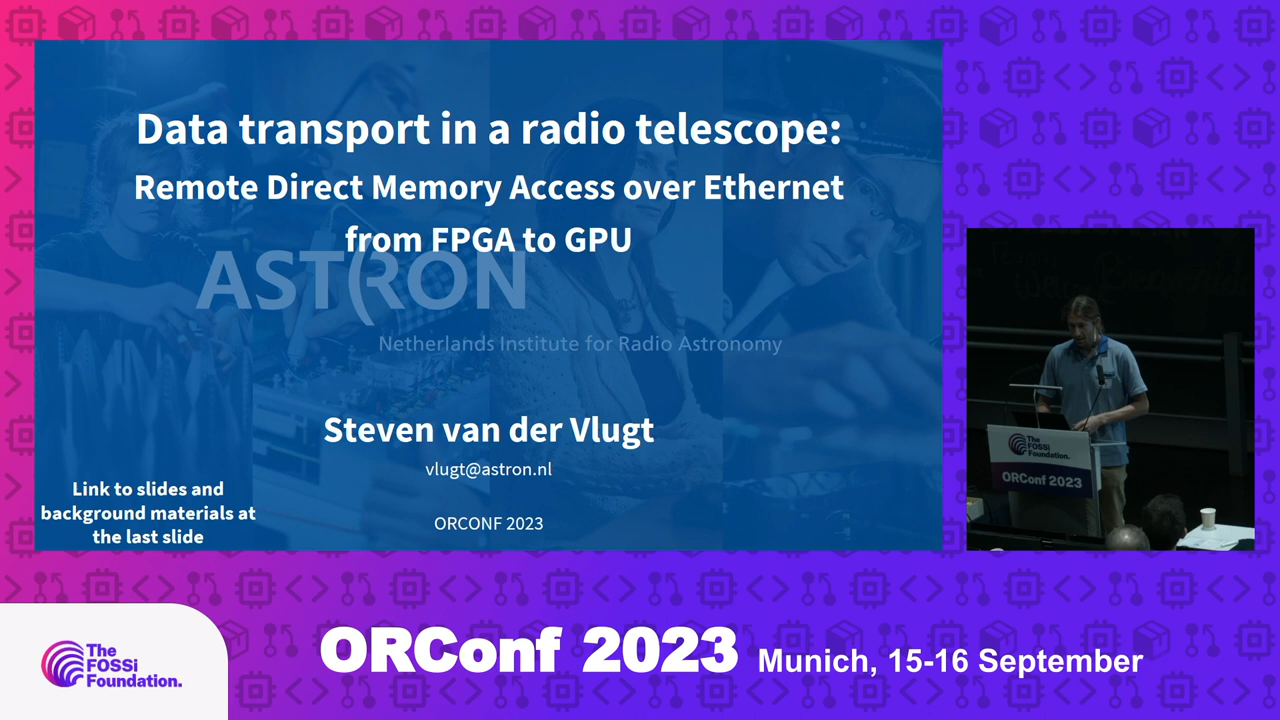 Data transport in a radio telescope:
Remote Direct Memory Access over Ethernet
from FPGA to GPU
ASTRON
Netherlands Institute for Radio Astronomy
Steven van der Vlugt
vlugt@astron.nl
ORCONF 2023
Link to slides and
background materials at
the last slide
The
FOSSi
Foundation.
ORConf 2023
The
FOSSi
Foundation.
ORConf 2023
Munich, 15-16 September